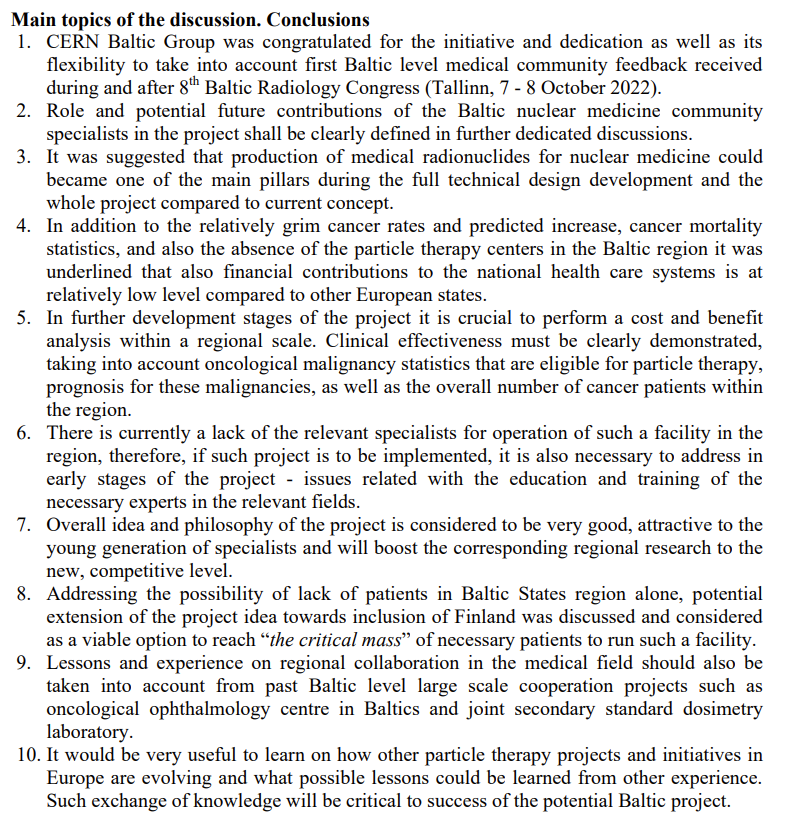 Main topics of the discussion. Conclusions
1. CERN Baltic Group was congratulated for the initiative and dedication as well as its
flexibility to take into account first Baltic level medical community feedback received
during and after 8th Baltic Radiology Congress (Tallinn, 7 - 8 October 2022).
2. Role and potential future contributions of the Baltic nuclear medicine community
specialists in the project shall be clearly defined in further dedicated discussions.
3. It was suggested that production of medical radionuclides for nuclear medicine could
became one of the main pillars during the full technical design development and the
whole project compared to current concept.
4. In addition to the relatively grim cancer rates and predicted increase, cancer mortality
statistics, and also the absence of the particle therapy centers in the Baltic region it was
underlined that also financial contributions to the national health care systems is at
relatively low level compared to other European states.
5. In further development stages of the project it is crucial to perform a cost and benefit
analysis within a regional scale. Clinical effectiveness must be clearly demonstrated,
taking into account oncological malignancy statistics that are eligible for particle therapy,
prognosis for these malignancies, as well as the overall number of cancer patients within
the region.
6. There is currently a lack of the relevant specialists for operation of such a facility in the
region, therefore, if such project is to be implemented, it is also necessary to address in
early stages of the project - issues related with the education and training of the
necessary experts in the relevant fields.
7. Overall idea and philosophy of the project is considered to be very good, attractive to the
young generation of specialists and will boost the corresponding regional research to the
new, competitive level.
8. Addressing the possibility of lack of patients in Baltic States region alone, potential
extension of the project idea towards inclusion of Finland was discussed and considered
as a viable option to reach “the critical mass” of necessary patients to run such a facility.
9. Lessons and experience on regional collaboration in the medical field should also be
taken into account from past Baltic level large scale cooperation projects such as
oncological ophthalmology centre in Baltics and joint secondary standard dosimetry
laboratory.
10. It would be very useful to learn on how other particle therapy projects and initiatives in
Europe are evolving and what possible lessons could be learned from other experience.
Such exchange of knowledge will be critical to success of the potential Baltic project.